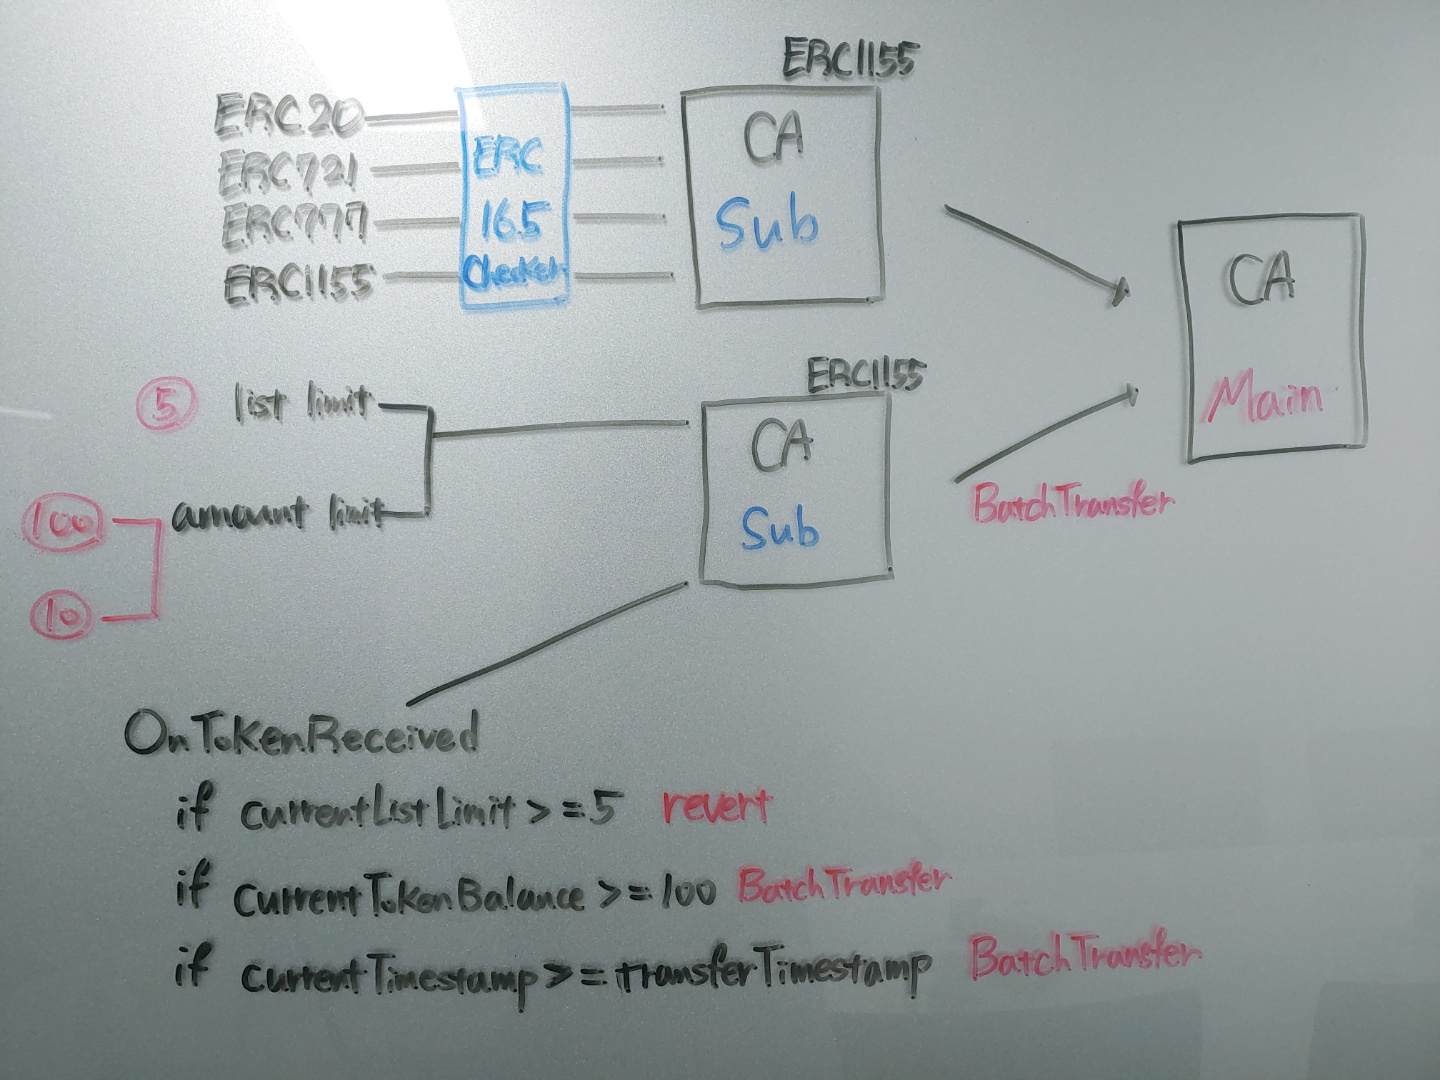 ERC1155
ERC20
ERC721
ERC777
ERC1155
ERC
165
Checker
CA
Sub
CA
Main
5 list limit
100 amount limit
10
ERC1155
CA
Sub
BatchTransfer
OnTokenReceived
if currentListLimit >= 5 revert
if currentTokenBalance >= 100 BatchTransfer
if currentTimestamp >= transferTimestamp BatchTransfer